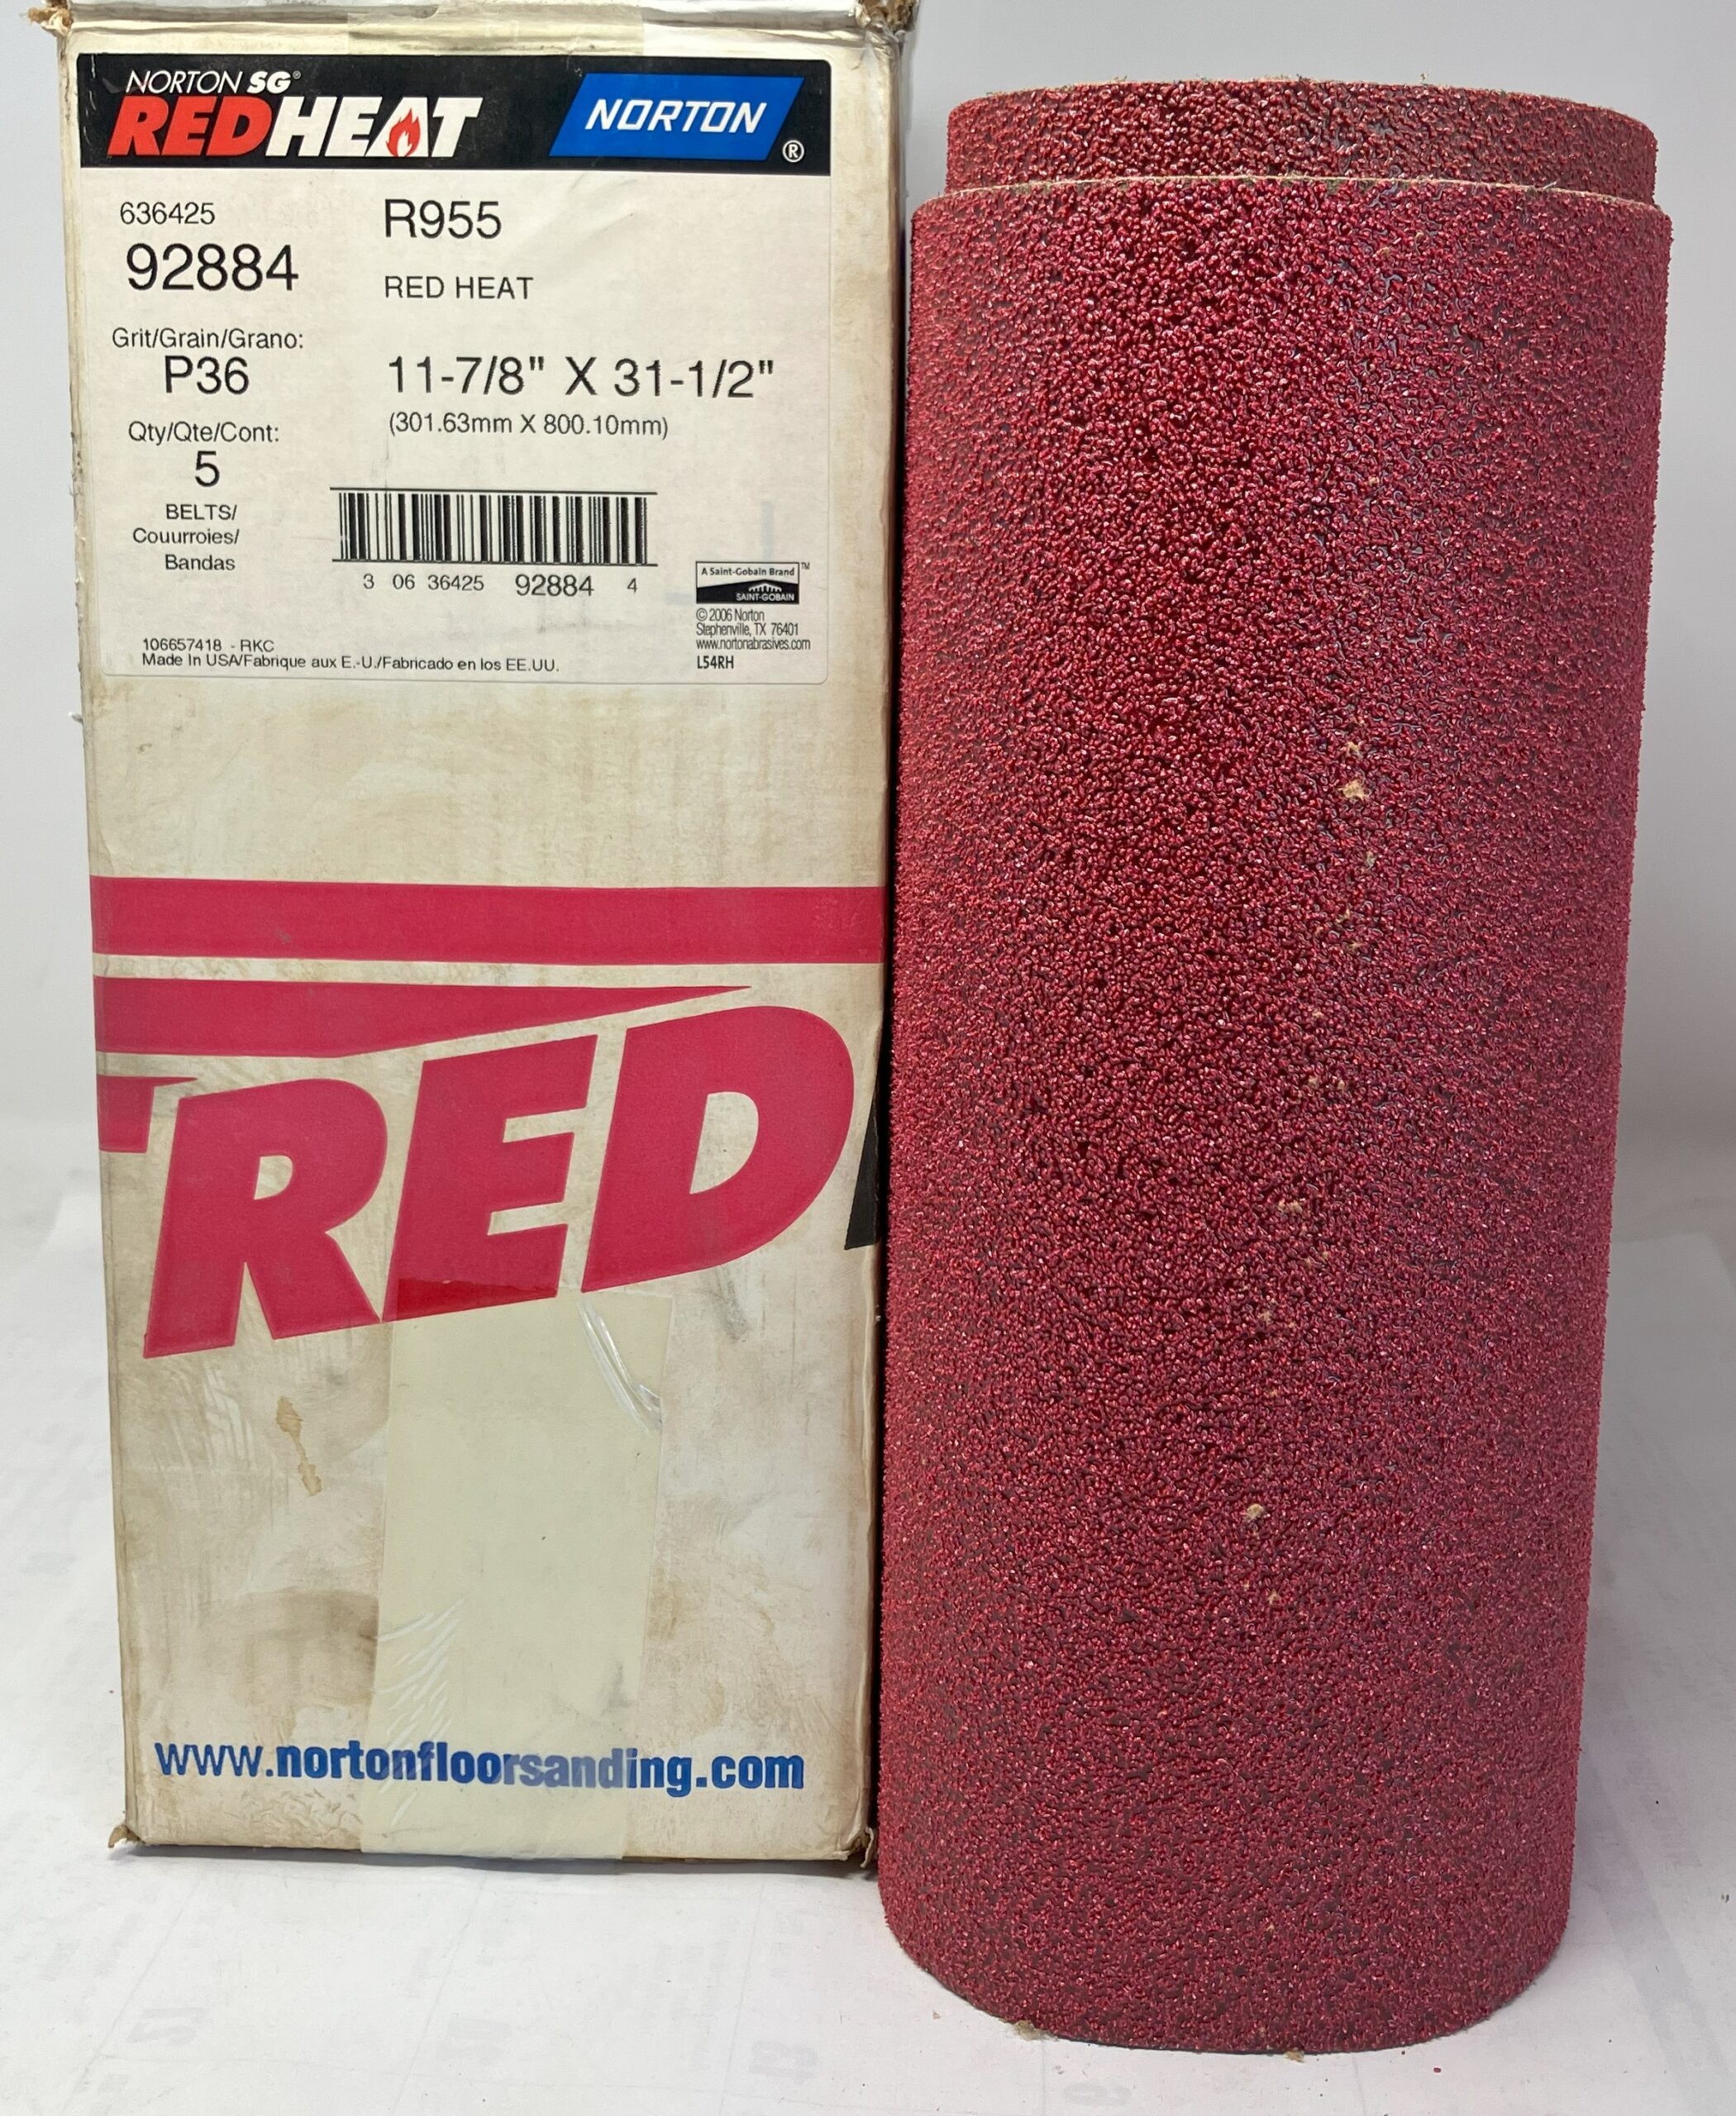 NORTON SG®
REDHEAT
NORTON ®
636425
92884
R955
RED HEAT
Grit/Grain/Grano:
P36
11-7/8" X 31-1/2"
(301.63mm X 800.10mm)
Qty/Qte/Cont:
5
BELTS/
Couurroies/
Bandas
3 06 36425 92884 4
A Saint-Gobain Brand ™
SAINT-GOBAIN
© 2006 Norton
Stephenville, TX 76401
www.nortonabrasives.com
L54RH
106657418 - RKC
Made In USA/Fabrique aux E.-U./Fabricado en los EE.UU.
RED
www.nortonfloorsanding.com